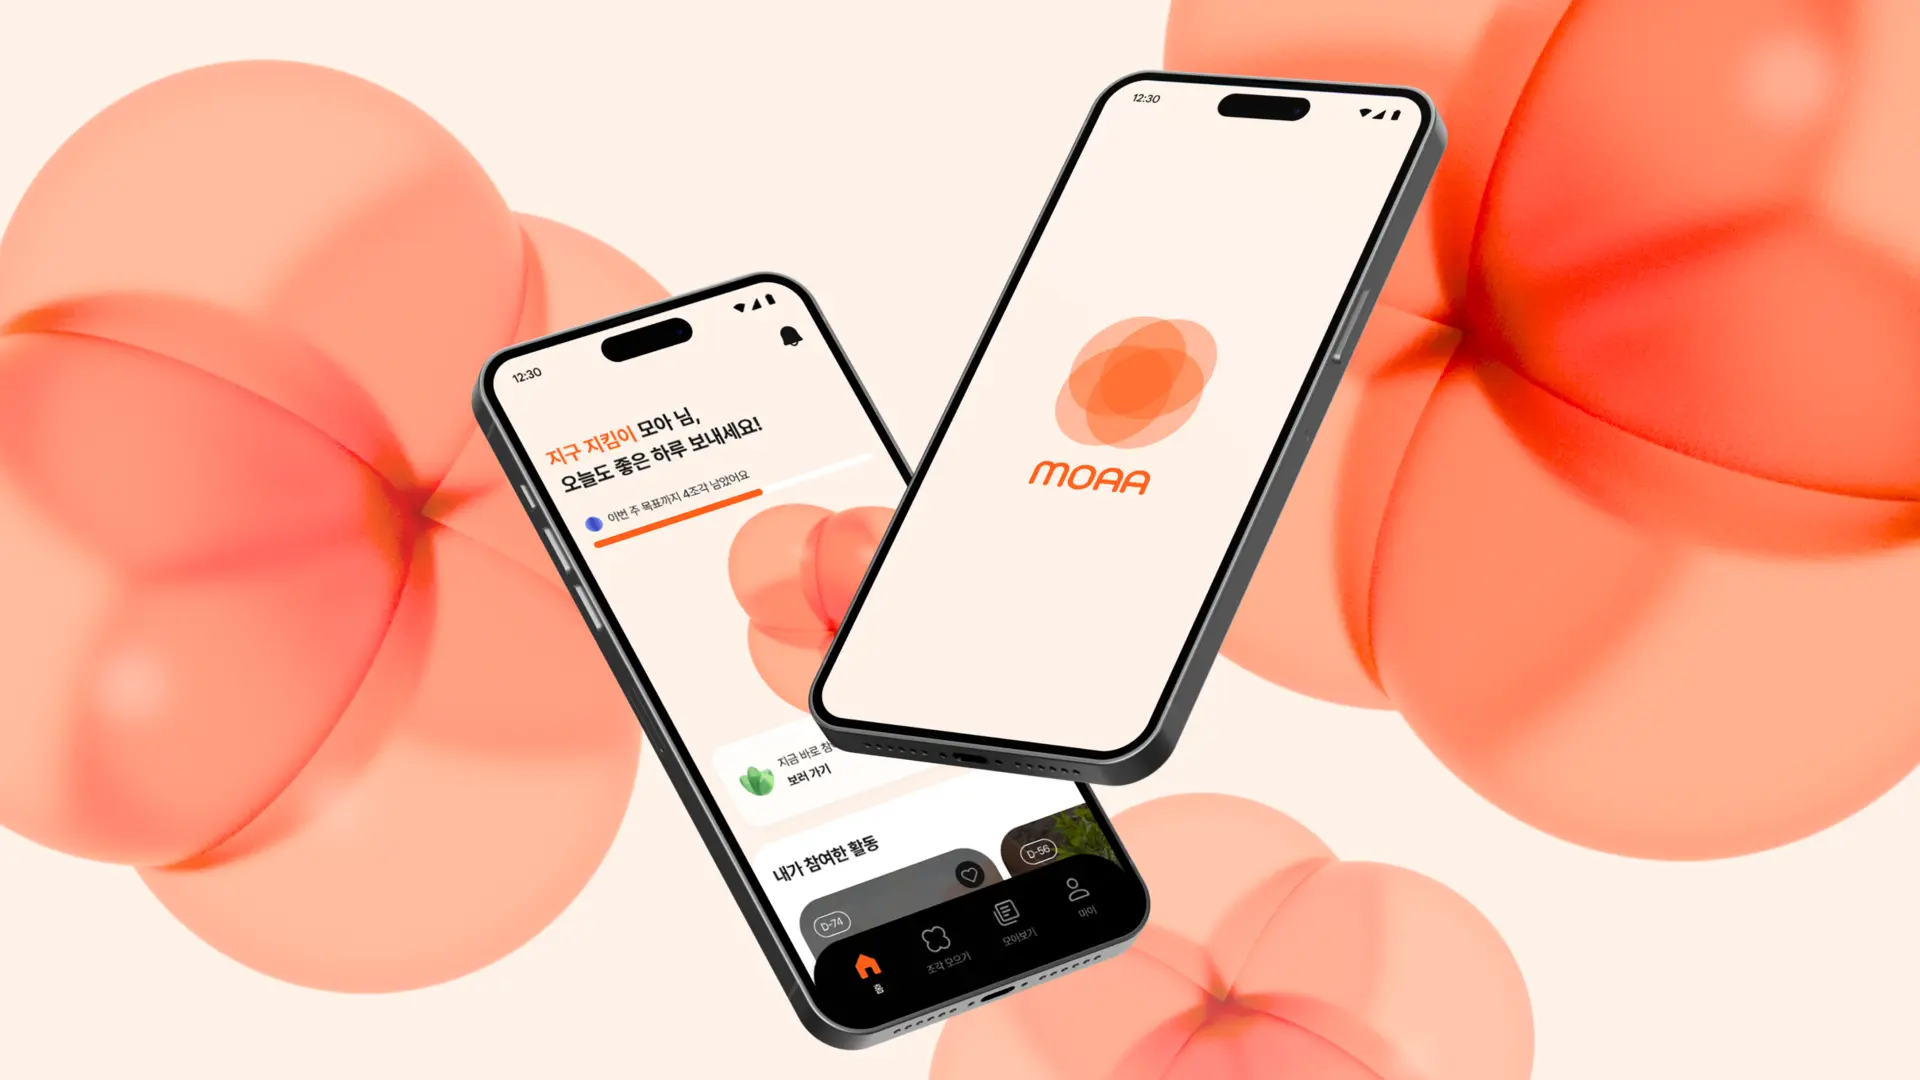 12:30
지구 지킴이 모아 님,
오늘도 좋은 하루 보내세요!
이번 주 목표까지 4조각 남았어요
지금 바로 참
보러 가기
내가 참여한 활동
D-74
D-56
홈
조각 모으기
모아보기
마이
12:30
MOAA